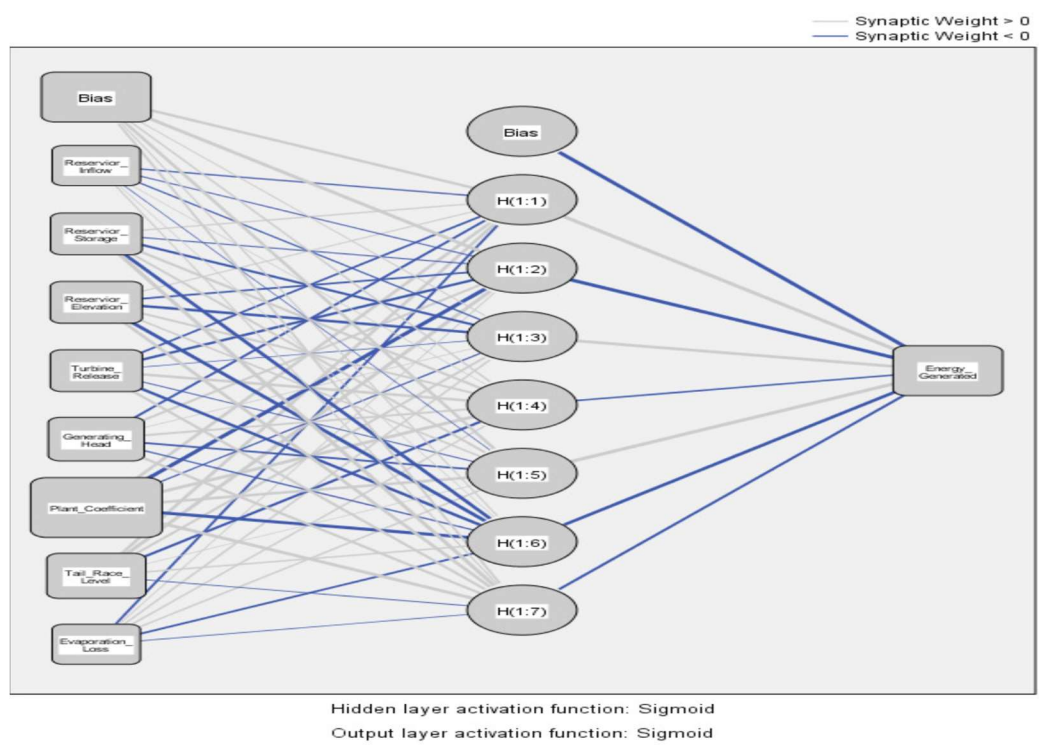 Synaptic Weight > 0
Synaptic Weight < 0
Bias
Reservior_
Inflow
Reservior_
Storage
Reservior_
Elevation
Turbine_
Release
Generating_
Head
Plant_Coefficient
Tail_Race_
Level
Evaporation_
Loss
Bias
H(1:1)
H(1:2)
H(1:3)
H(1:4)
H(1:5)
H(1:6)
H(1:7)
Energy_
Generated
Hidden layer activation function: Sigmoid
Output layer activation function: Sigmoid